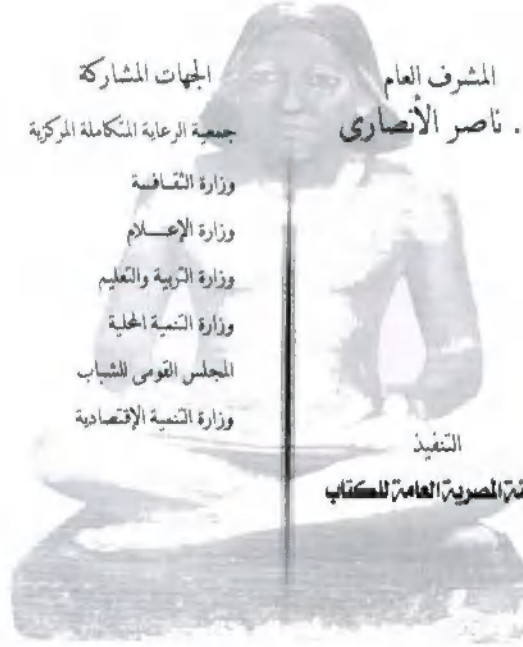 المشرف العام
. ناصر الأنصارى
التنفيذ
المصرية العامة للكتاب
الجهات المشاركة
جمعية الرعاية المتكاملة المركزية
وزارة الثقافة
وزارة الإعلام
وزارة التربية والتعليم
وزارة التنمية المحلية
المجلس القومى للشباب
وزارة التنمية الإقتصادية